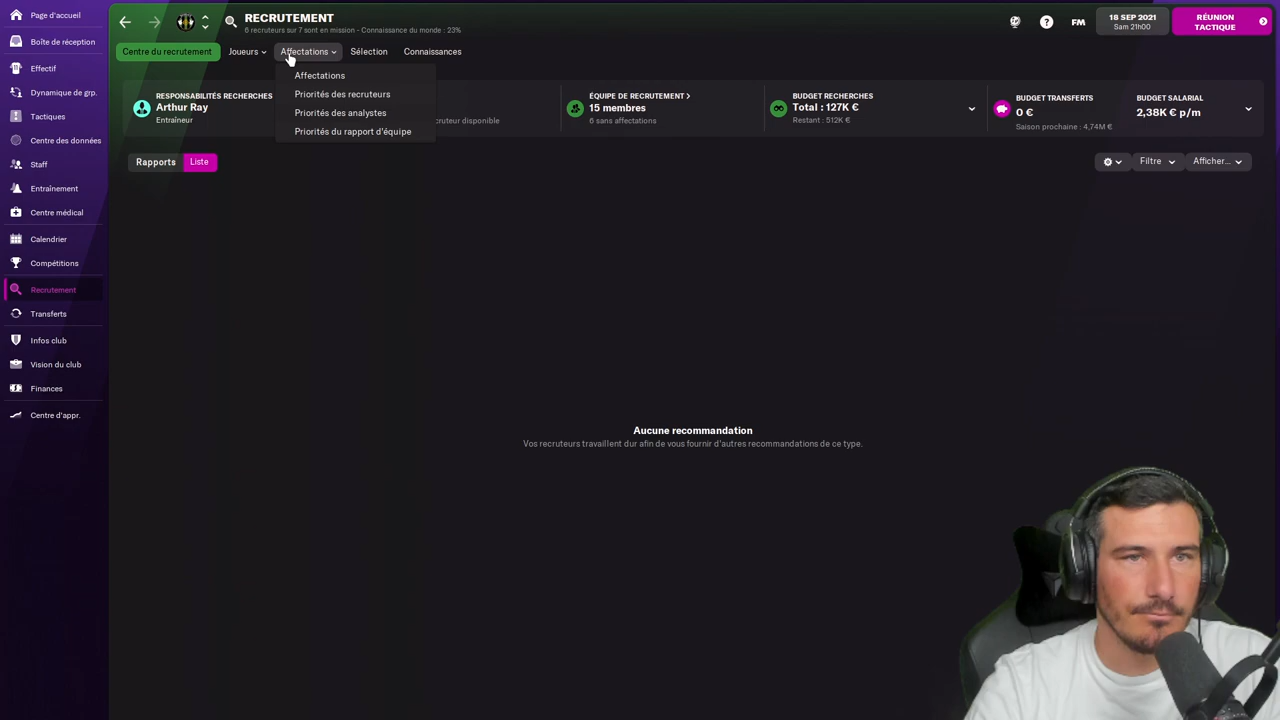 Page d'accueil
Boîte de réception
Effectif
Dynamique de grp.
Tactiques
Centre des données
Staff
Entraînement
Centre médical
Calendrier
Compétitions
Recrutement
Transferts
Infos club
Vision du club
Finances
Centre d'appr.
RECRUTEMENT
6 recruteurs sur 7 sont en mission - Connaissance du monde : 23%
FM
18 SEP 2021
Sam 21h00
RÉUNION
TACTIQUE
Centre du recrutement
Joueurs
Affectations
Sélection
Connaissances
Affectations
Priorités des recruteurs
Priorités des analystes
Priorités du rapport d'équipe
RESPONSABILITÉS RECHERCHES
Arthur Ray
Entraîneur
cruteur disponible
ÉQUIPE DE RECRUTEMENT
15 membres
6 sans affectations
BUDGET RECHERCHES
Total : 127K €
Restant : 512K €
BUDGET TRANSFERTS
0 €
Saison prochaine : 4,74M €
BUDGET SALARIAL
2,38K € p/m
Rapports
Liste
Filtre
Afficher...
Aucune recommandation
Vos recruteurs travaillent dur afin de vous fournir d'autres recommandations de ce type.